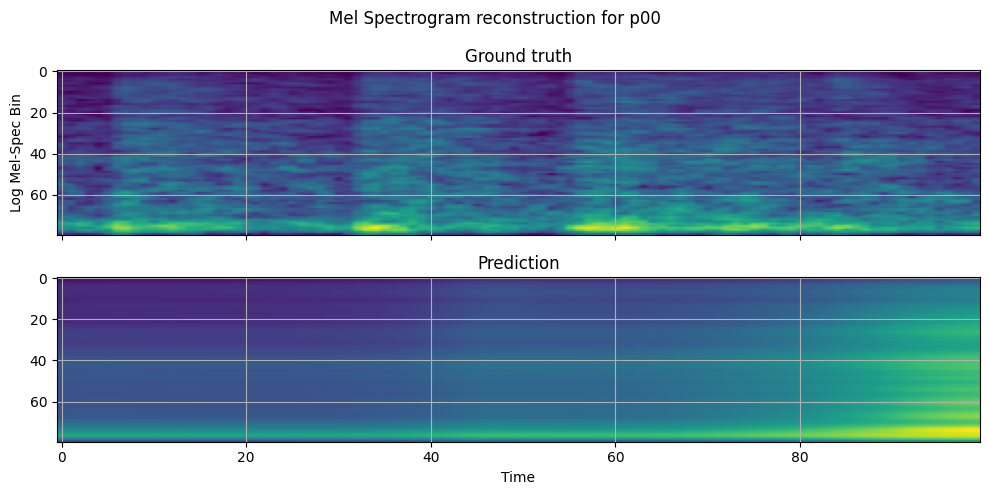 Mel Spectrogram reconstruction for p00
Ground truth
0
20
40
60
Log Mel-Spec Bin
Prediction
0
20
40
60
0 20 40 60 80
Time